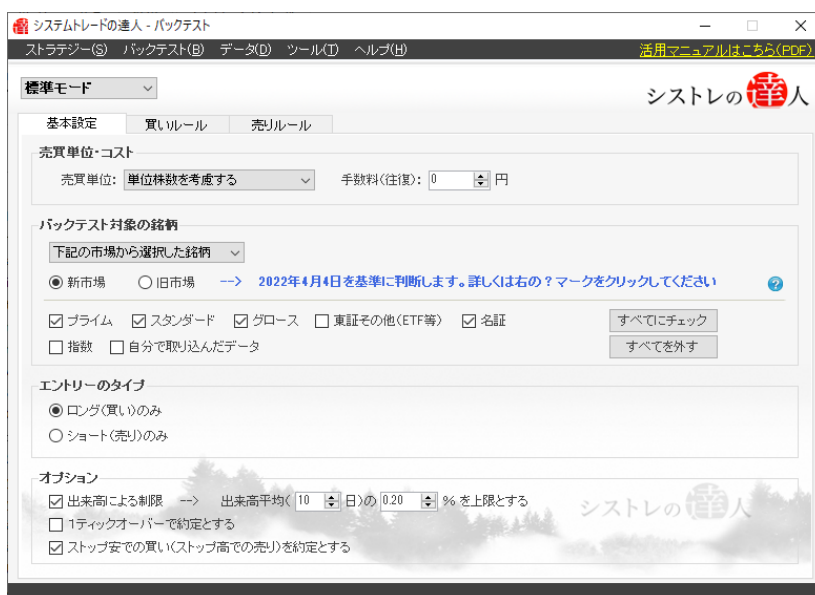 システムトレードの達人 - バックテスト
ストラテジー(S) バックテスト(B) データ(D) ツール(T) ヘルプ(H) 活用マニュアルはこちら(PDF)
標準モード
シストレの達人
基本設定 買いルール 売りルール
売買単位・コスト
売買単位: 単位株数を考慮する 手数料(往復): 0 円
バックテスト対象の銘柄
下記の市場から選択した銘柄
新市場 旧市場 --> 2022年4月4日を基準に判断します。詳しくは右の？マークをクリックしてください ?
プライム スタンダード グロース 東証その他(ETF等) 名証 すべてにチェック
指数 自分で取り込んだデータ すべてを外す
エントリーのタイプ
ロング(買い)のみ
ショート(売り)のみ
オプション
出来高による制限 --> 出来高平均( 10 日)の 0.20 % を上限とする
シストレの達人
1ティックオーバーで約定とする
ストップ安での買い(ストップ高での売り)を約定とする